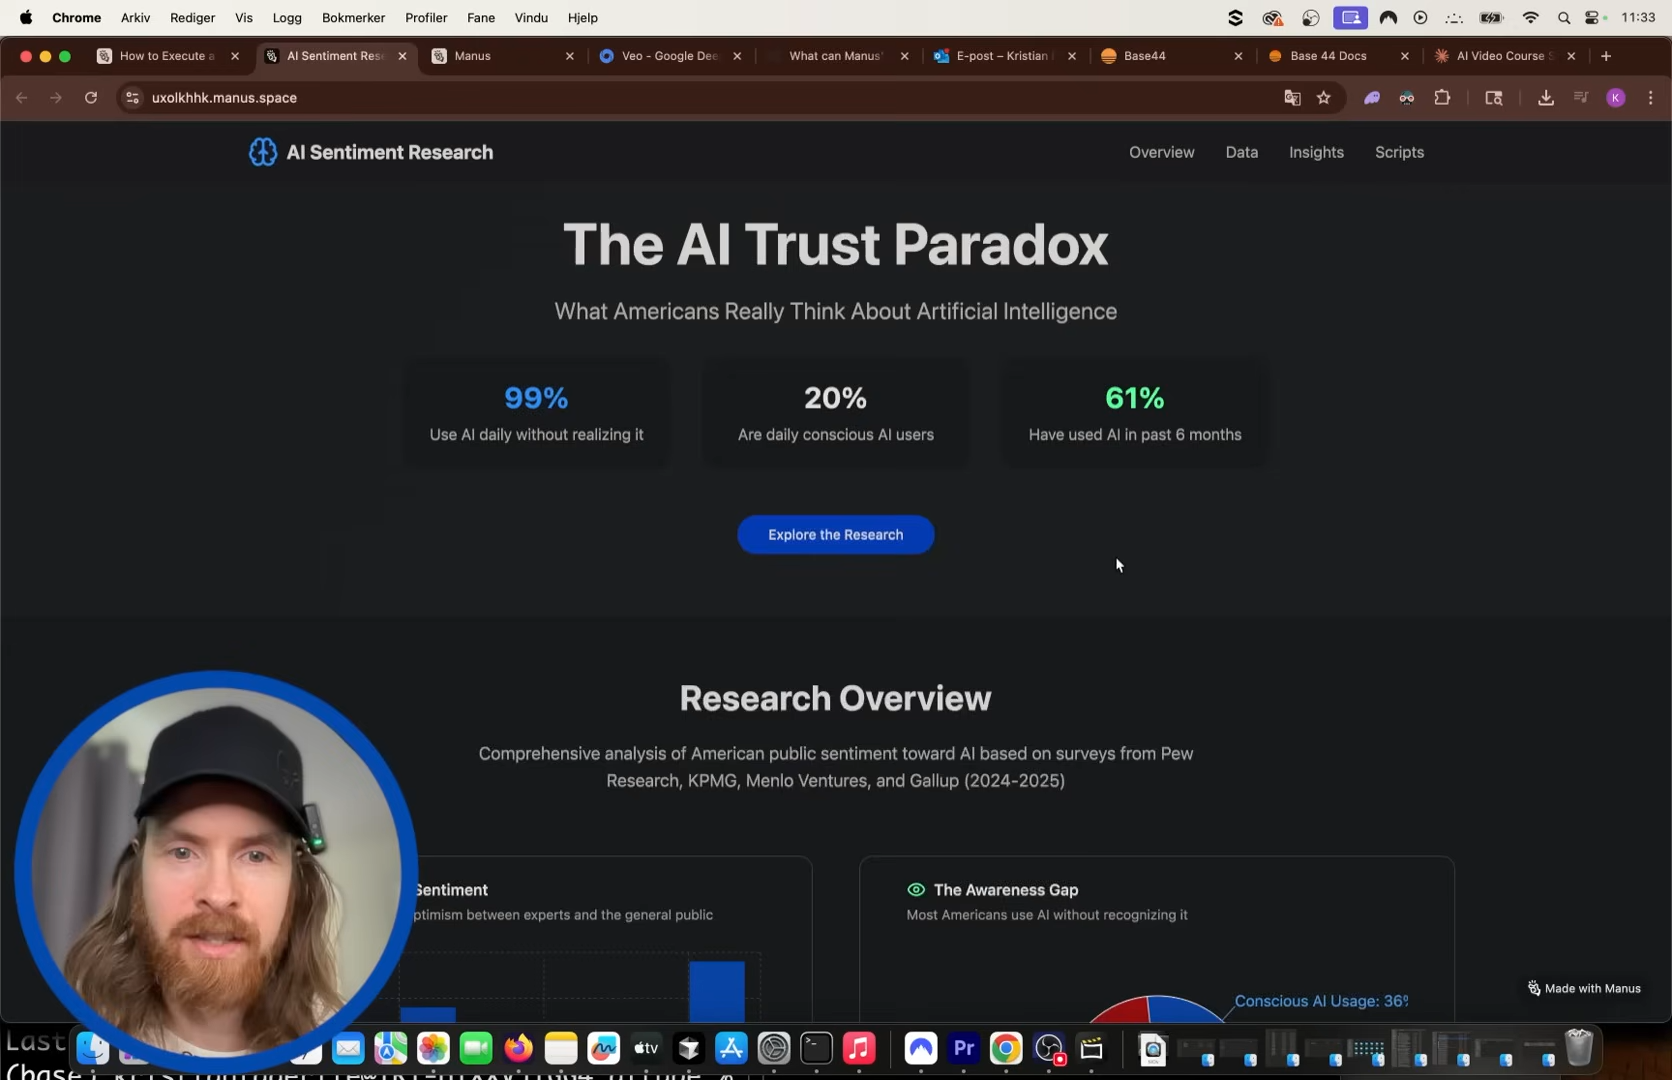 Chrome Arkiv Rediger Vis Logg Bokmerker Profiler Fane Vindu Hjelp 11:33
How to Execute a AI Sentiment Rese Manus Veo - Google Dee What can Manus' E-post – Kristian Base44 Base 44 Docs AI Video Course S
uxolkhhk.manus.space K
AI Sentiment Research Overview Data Insights Scripts
The AI Trust Paradox
What Americans Really Think About Artificial Intelligence
99% 20% 61%
Use AI daily without realizing it Are daily conscious AI users Have used AI in past 6 months
Explore the Research
Research Overview
Comprehensive analysis of American public sentiment toward AI based on surveys from Pew
Research, KPMG, Menlo Ventures, and Gallup (2024-2025)
Sentiment The Awareness Gap
ptimism between experts and the general public Most Americans use AI without recognizing it
Made with Manus
Conscious AI Usage: 36%
Last
tv Pr
(base)